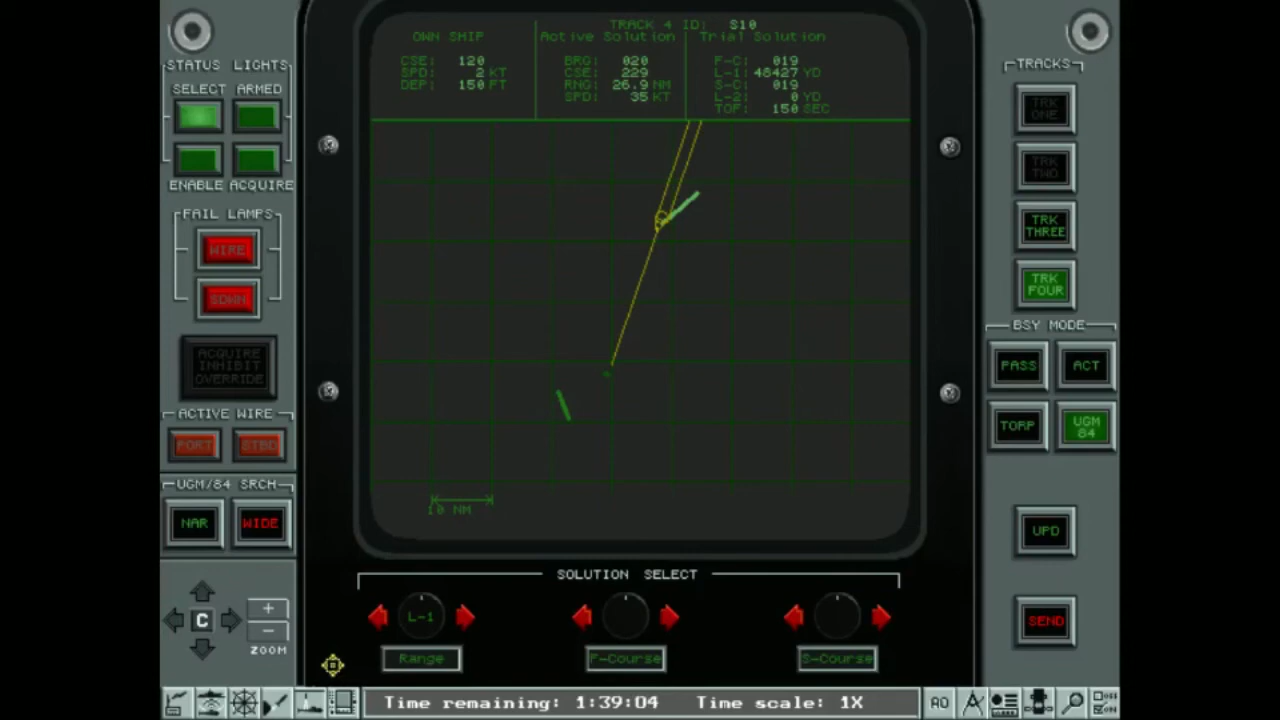 TRACK 4 ID: S10
OWN SHIP
Active Solution
Trial Solution
CSE: 120
SPD: 2 KT
DEP: 150 FT
BRG: 020
CSE: 229
RNG: 26.9 NM
SPD: 35 KT
F-C: 019
L-1: 48427 YD
S-C: 019
L-2: 0 YD
TOF: 150 SEC
STATUS LIGHTS
SELECT ARMED
ENABLE ACQUIRE
FAIL LAMPS
WIRE
SDWN
ACQUIRE
INHIBIT
OVERRIDE
ACTIVE WIRE
PORT STBD
UGM/84 SRCH
NAR WIDE
C
+
-
ZOOM
10 NM
TRACKS
TRK
ONE
TRK
TWO
TRK
THREE
TRK
FOUR
BSY MODE
PASS ACT
TORP UGM
84
UPD
SEND
SOLUTION SELECT
L-1
Range F-Course S-Course
Time remaining: 1:39:04 Time scale: 1X
AO